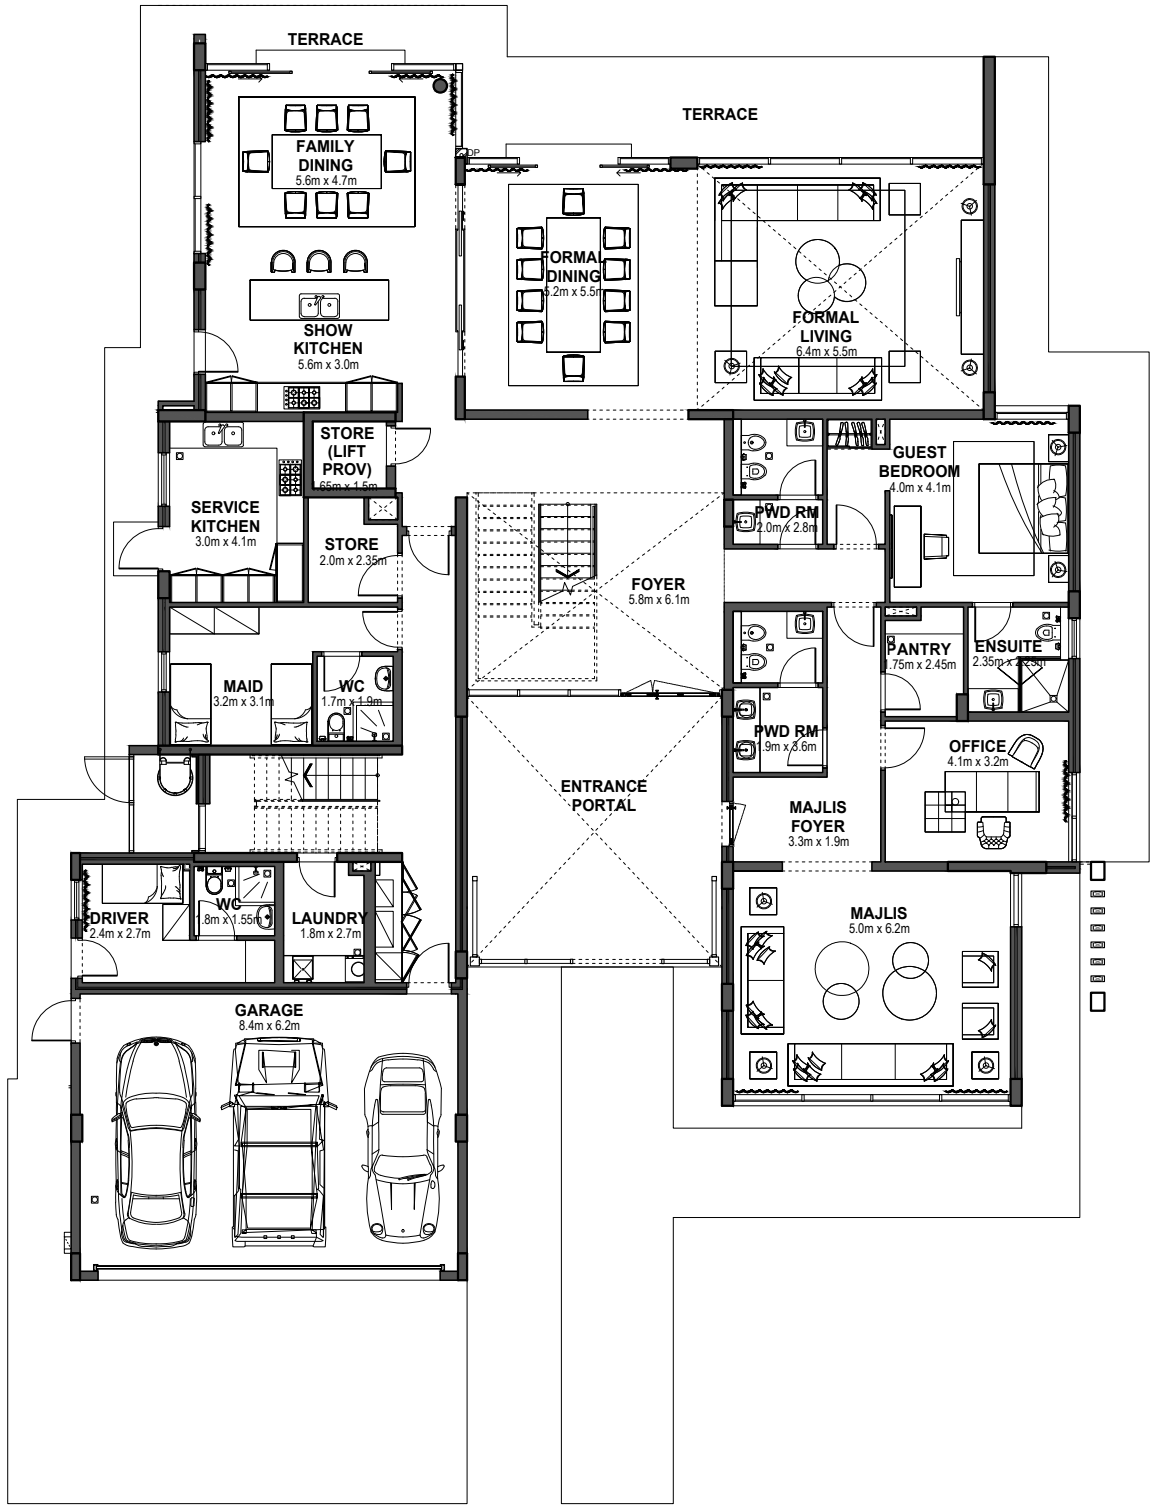 TERRACE
TERRACE
FAMILY
DINING
5.6m x 4.7m
DP
FORMAL
DINING
5.2m x 5.5m
FORMAL
LIVING
6.4m x 5.5m
SHOW
KITCHEN
5.6m x 3.0m
STORE
(LIFT
PROV)
1.65m x 1.5m
GUEST
BEDROOM
4.0m x 4.1m
SERVICE
KITCHEN
3.0m x 4.1m
PWD RM
2.0m x 2.8m
STORE
2.0m x 2.35m
FOYER
5.8m x 6.1m
PANTRY
1.75m x 2.45m
ENSUITE
2.35m x 2.25m
MAID
3.2m x 3.1m
WC
1.7m x 1.9m
PWD RM
1.9m x 3.6m
OFFICE
4.1m x 3.2m
ENTRANCE
PORTAL
MAJLIS
FOYER
3.3m x 1.9m
DRIVER
2.4m x 2.7m
WC
1.8m x 1.55m
LAUNDRY
1.8m x 2.7m
MAJLIS
5.0m x 6.2m
GARAGE
8.4m x 6.2m